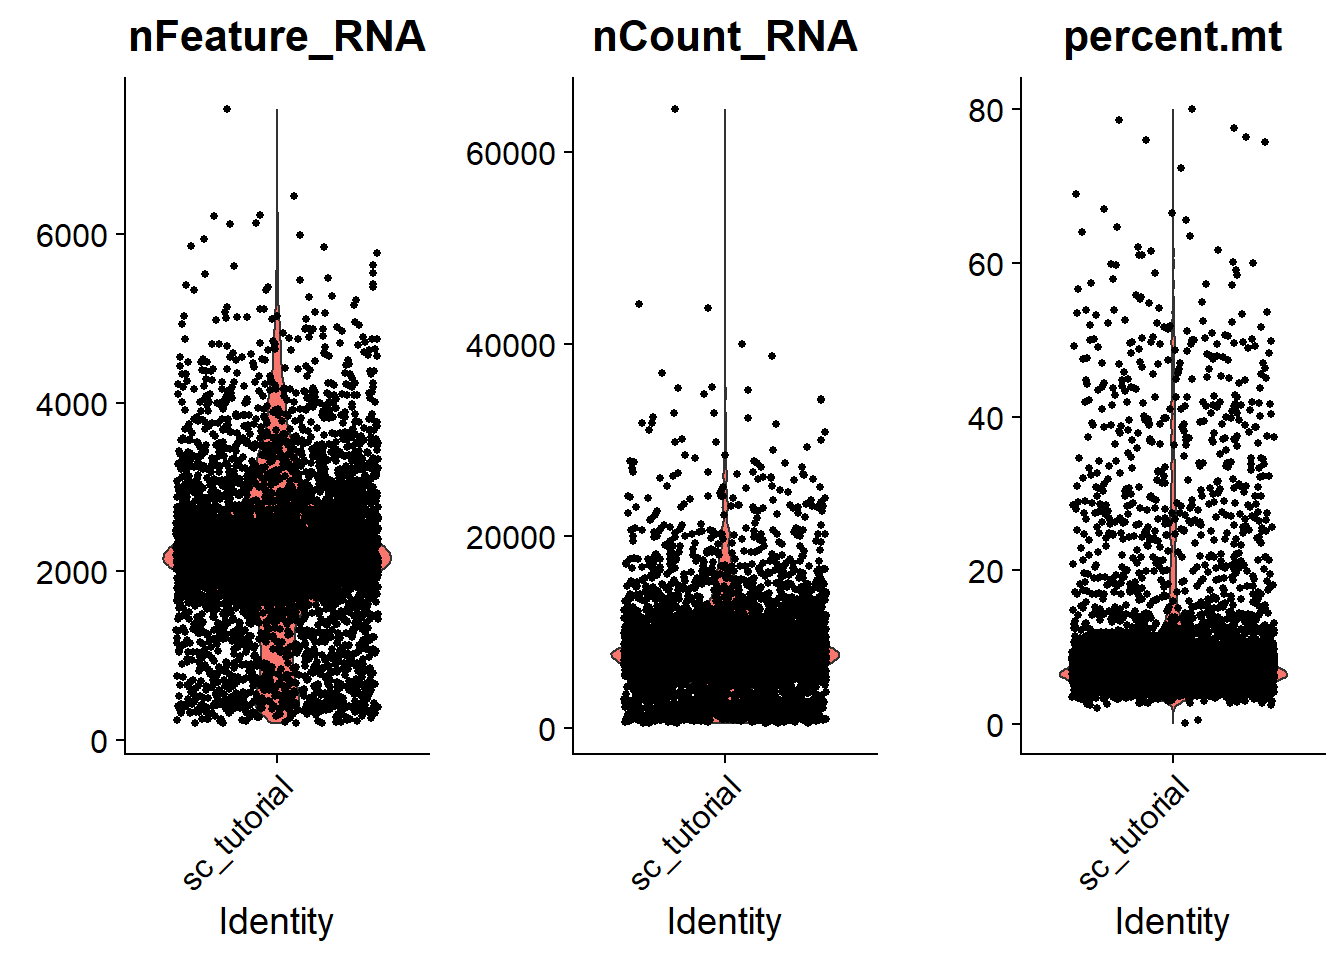 nFeature_RNA
6000
4000
2000
0
sc_tutorial
Identity
nCount_RNA
60000
40000
20000
0
sc_tutorial
Identity
percent.mt
80
60
40
20
0
sc_tutorial
Identity